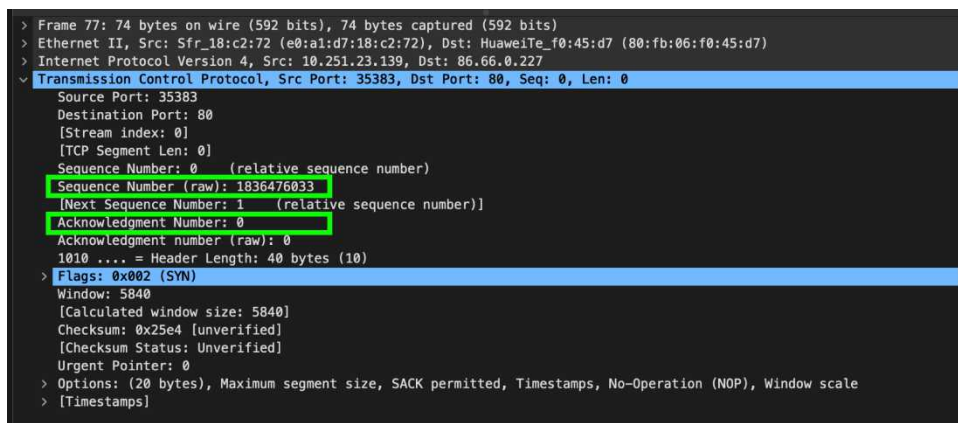 > Frame 77: 74 bytes on wire (592 bits), 74 bytes captured (592 bits)
> Ethernet II, Src: Sfr_18:c2:72 (e0:a1:d7:18:c2:72), Dst: HuaweiTe_f0:45:d7 (80:fb:06:f0:45:d7)
> Internet Protocol Version 4, Src: 10.251.23.139, Dst: 86.66.0.227
Transmission Control Protocol, Src Port: 35383, Dst Port: 80, Seq: 0, Len: 0
Source Port: 35383
Destination Port: 80
[Stream index: 0]
[TCP Segment Len: 0]
Sequence Number: 0 (relative sequence number)
Sequence Number (raw): 1836476033
[Next Sequence Number: 1 (relative sequence number)]
Acknowledgment Number: 0
Acknowledgment number (raw): 0
1010 .... = Header Length: 40 bytes (10)
> Flags: 0x002 (SYN)
Window: 5840
[Calculated window size: 5840]
Checksum: 0x25e4 [unverified]
[Checksum Status: Unverified]
Urgent Pointer: 0
> Options: (20 bytes), Maximum segment size, SACK permitted, Timestamps, No-Operation (NOP), Window scale
> [Timestamps]